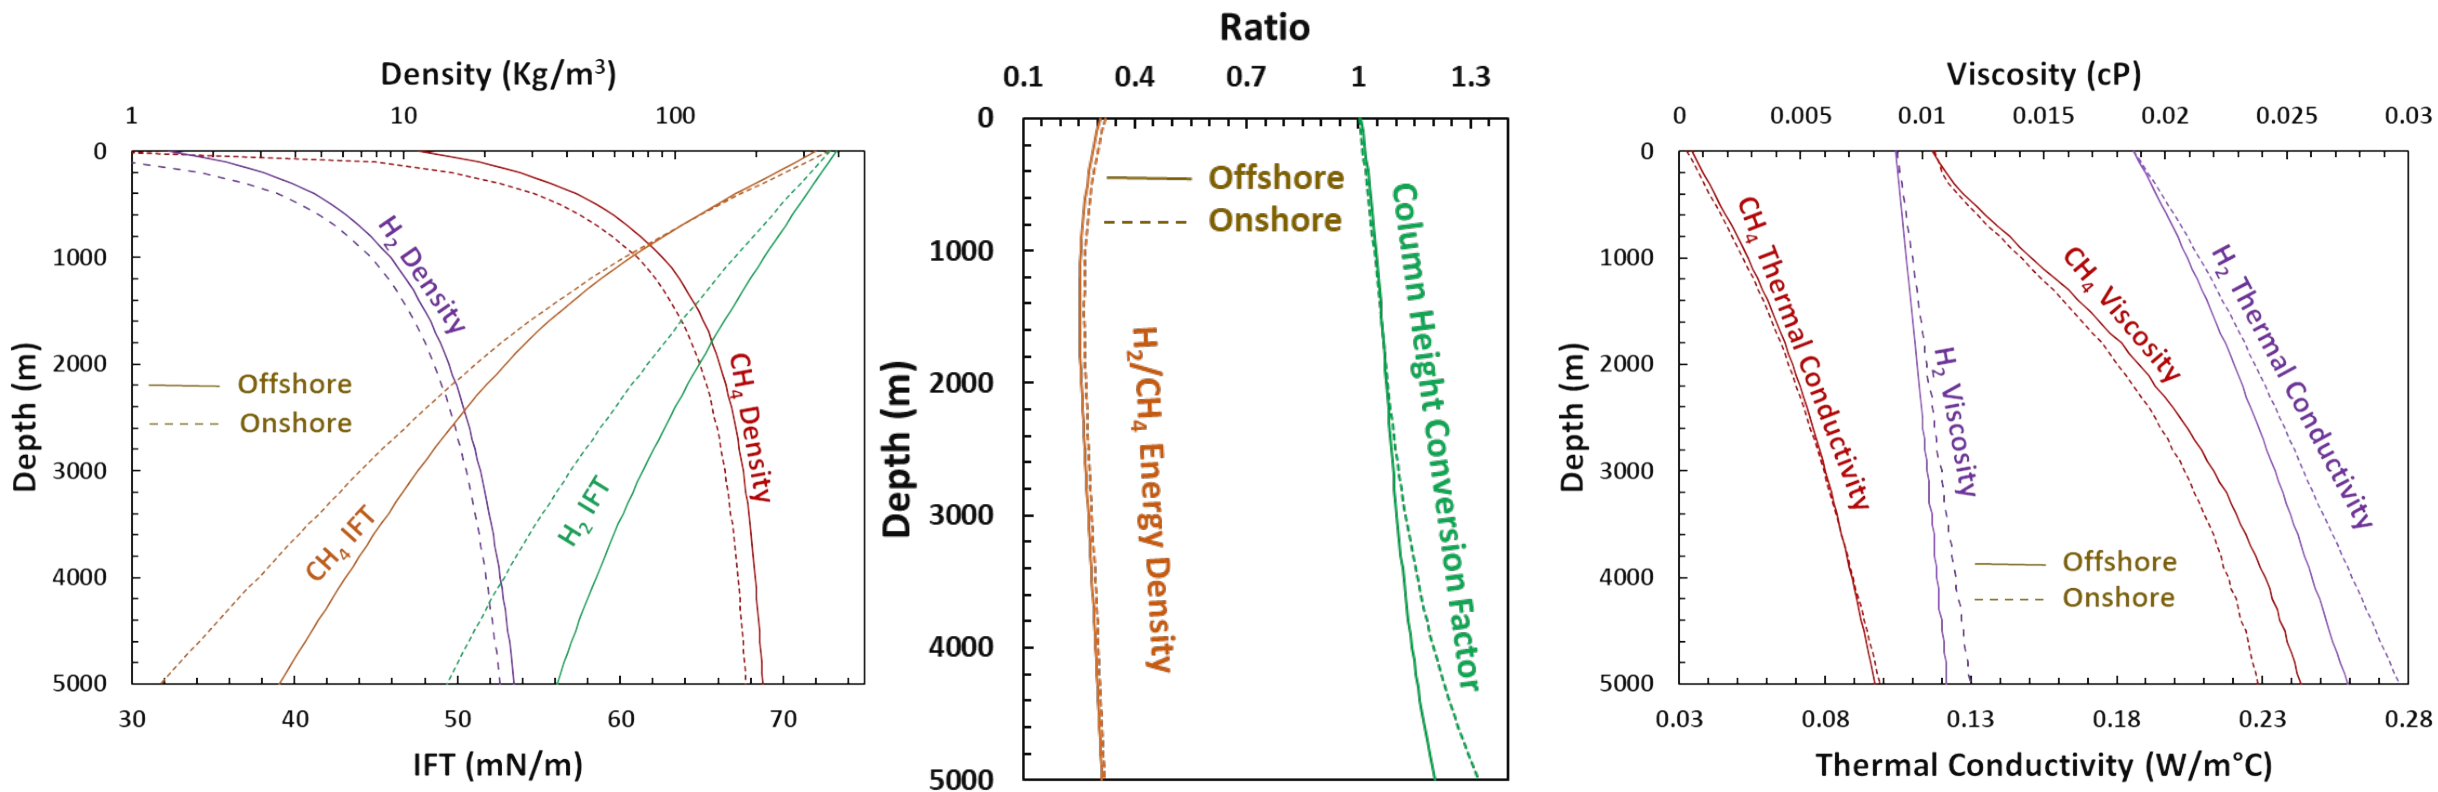 Density (Kg/m³)
1 10 100
0
1000
2000
3000
4000
5000
Depth (m)
H₂ Density
CH₄ Density
Offshore
Onshore
CH₄ IFT
H₂ IFT
30 40 50 60 70
IFT (mN/m)
Ratio
0.1 0.4 0.7 1 1.3
0
1000
2000
3000
4000
5000
Depth (m)
Offshore
Onshore
H₂/CH₄ Energy Density
Column Height Conversion Factor
Viscosity (cP)
0 0.005 0.01 0.015 0.02 0.025 0.03
0
1000
2000
3000
4000
5000
Depth (m)
CH₄ Thermal Conductivity
H₂ Viscosity
CH₄ Viscosity
H₂ Thermal Conductivity
Offshore
Onshore
0.03 0.08 0.13 0.18 0.23 0.28
Thermal Conductivity (W/m°C)